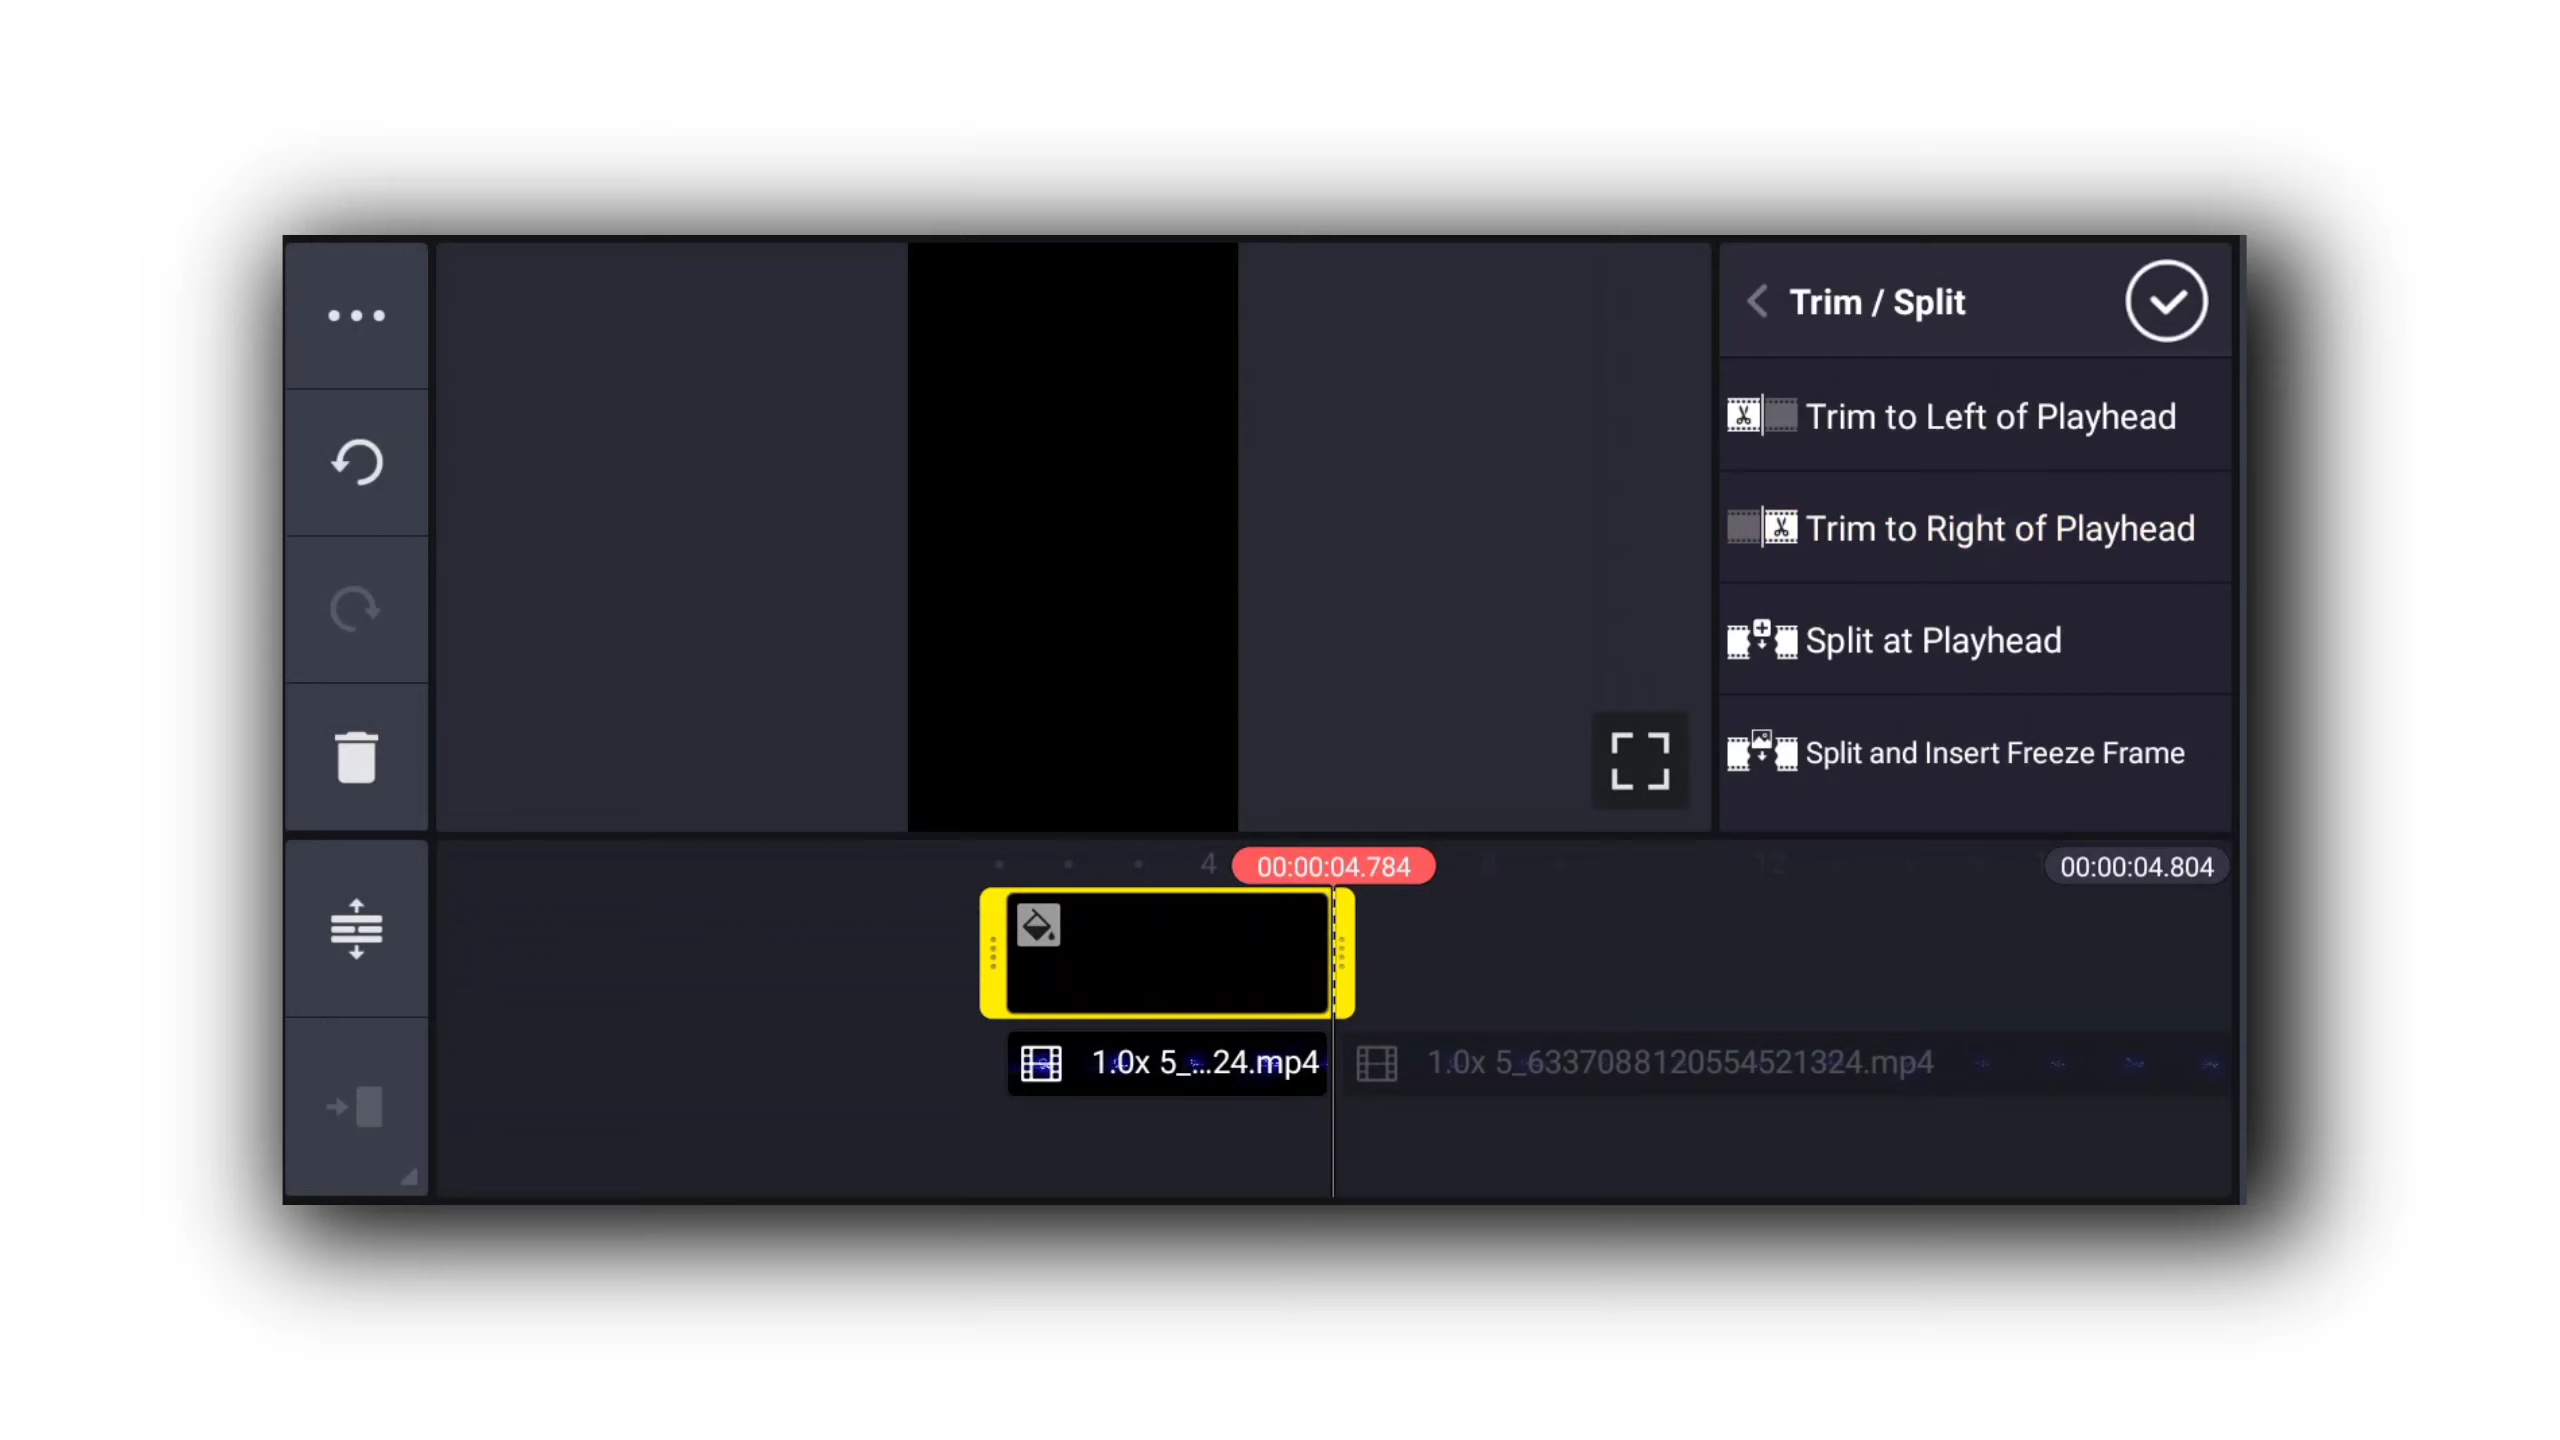 Trim / Split
Trim to Left of Playhead
Trim to Right of Playhead
Split at Playhead
Split and Insert Freeze Frame
4
00:00:04.784
8
12
00:00:04.804
1.0x 5_...24.mp4
1.0x 5_6337088120554521324.mp4